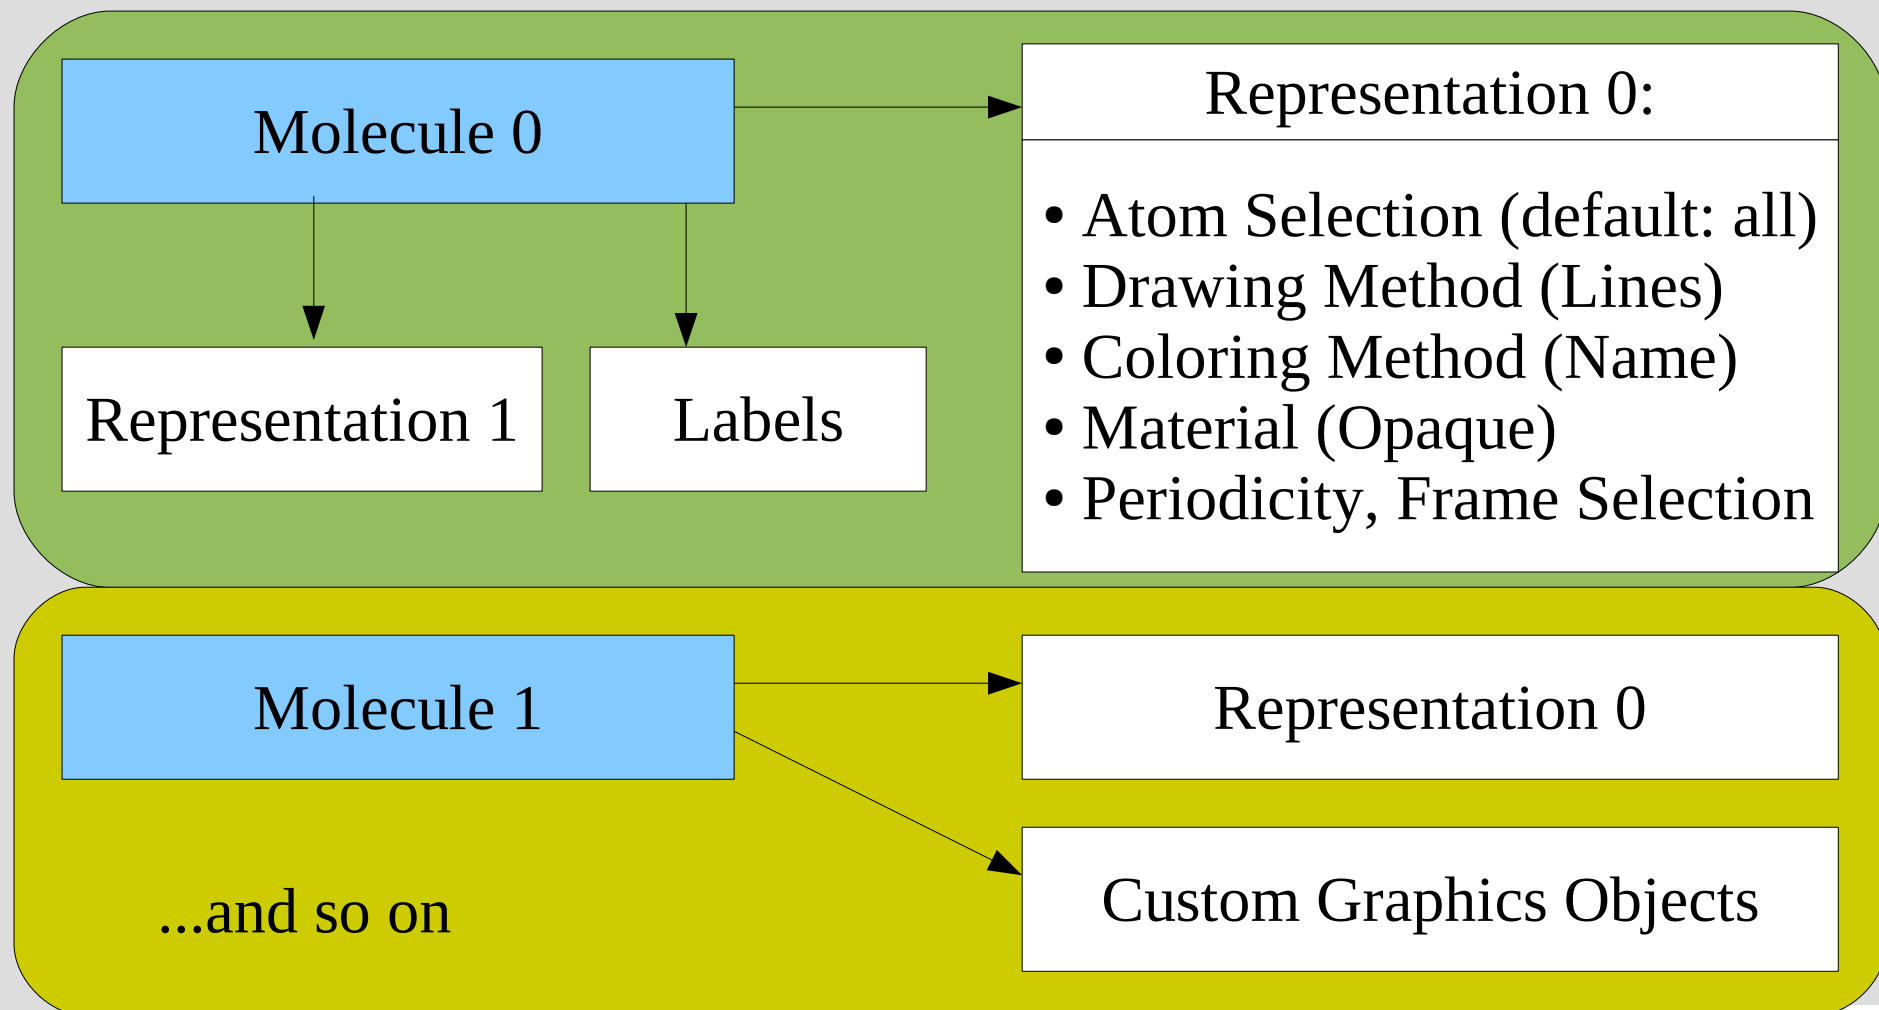 Molecule 0
Representation 0:
• Atom Selection (default: all)
• Drawing Method (Lines)
• Coloring Method (Name)
• Material (Opaque)
• Periodicity, Frame Selection
Representation 1
Labels
Molecule 1
Representation 0
Custom Graphics Objects
...and so on